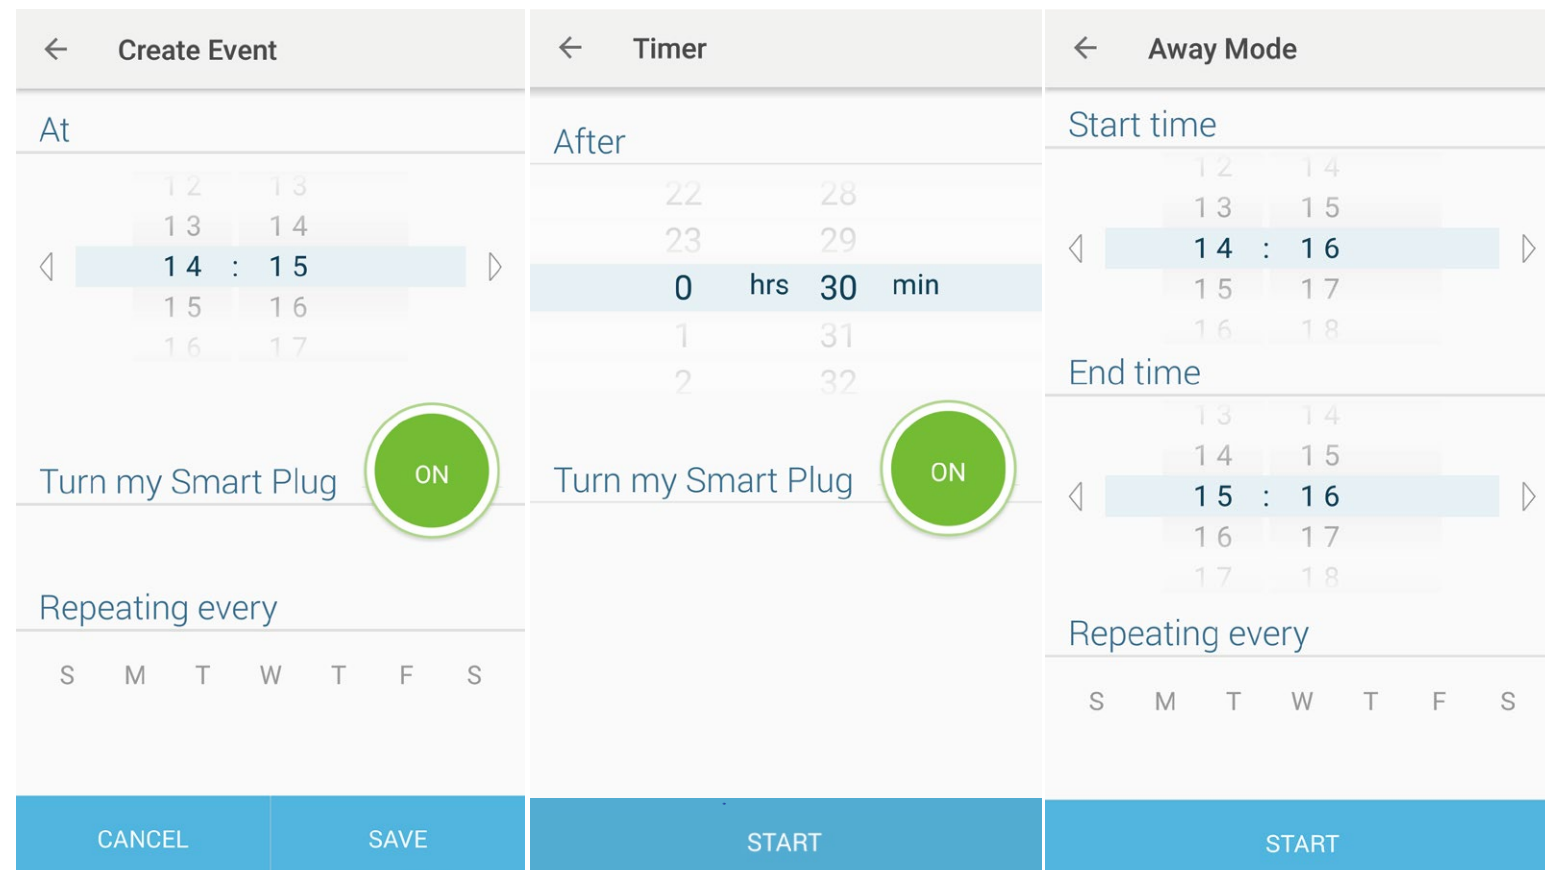 Create Event
At
12 13
13 14
14 : 15
15 16
16 17
Turn my Smart Plug ON
Repeating every
S M T W T F S
CANCEL SAVE
Timer
After
22 28
23 29
0 hrs 30 min
1 31
2 32
Turn my Smart Plug ON
START
Away Mode
Start time
12 14
13 15
14 : 16
15 17
16 18
End time
13 14
14 15
15 : 16
16 17
17 18
Repeating every
S M T W T F S
START